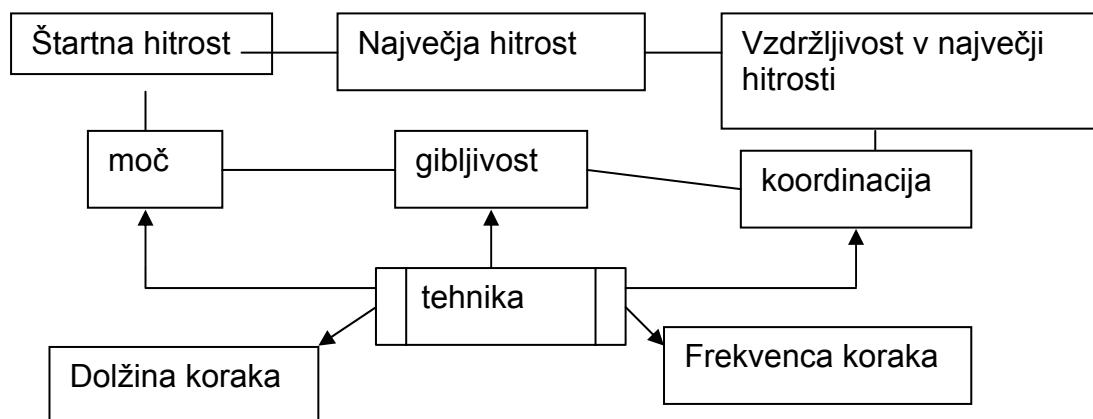 Štartna hitrost
Največja hitrost
Vzdržljivost v največji
hitrosti
moč
gibljivost
koordinacija
tehnika
Dolžina koraka
Frekvenca koraka